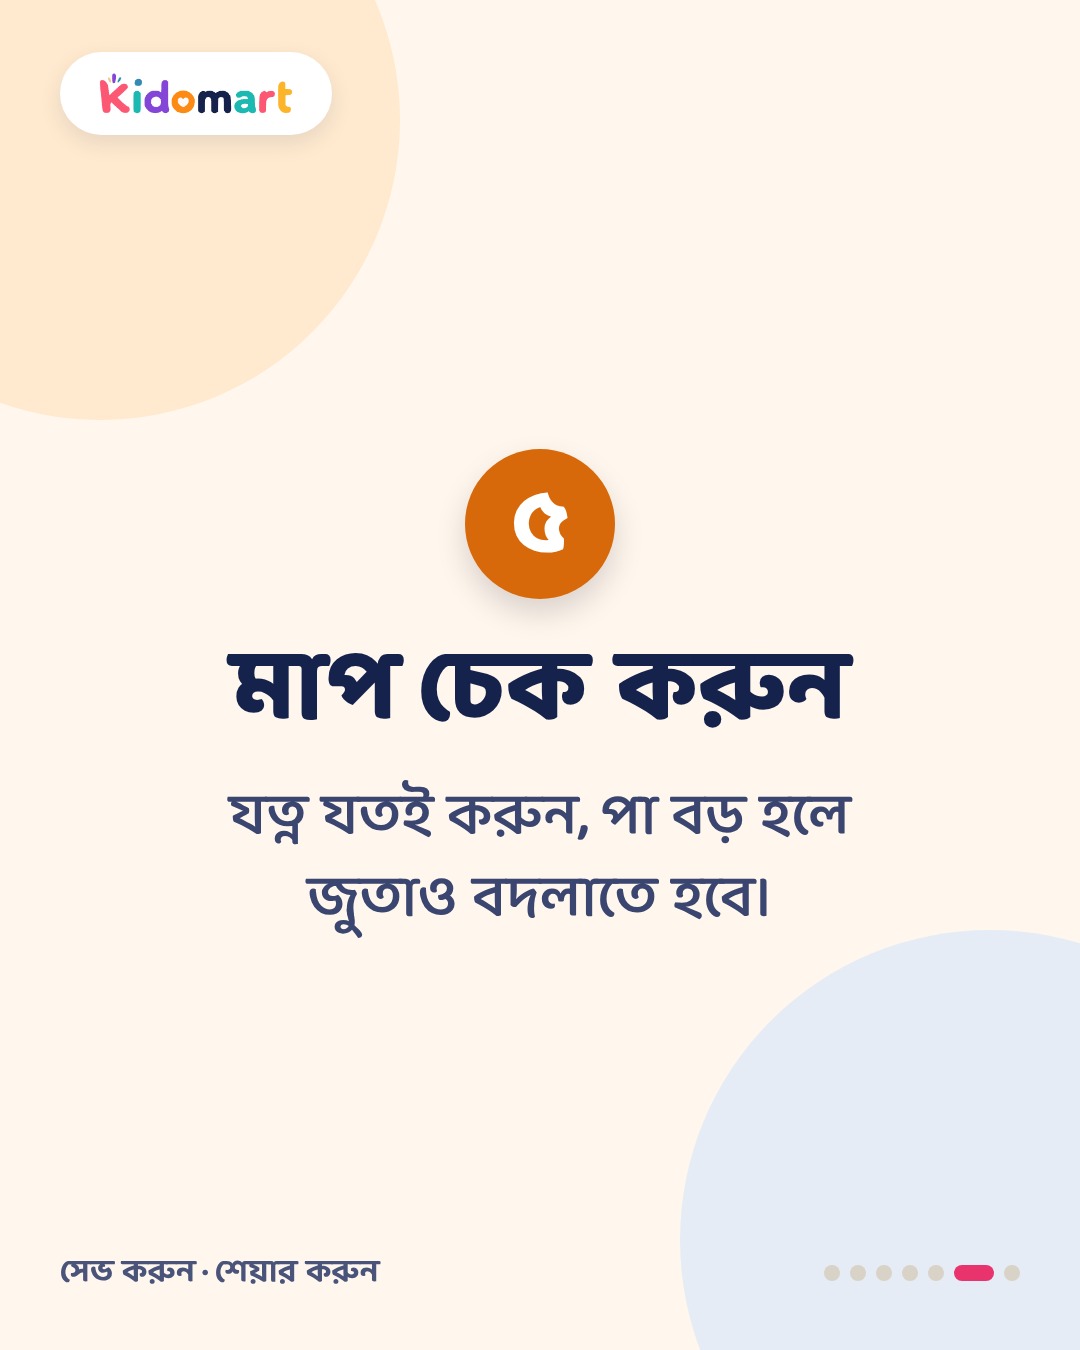 Kidomart
৫
মাপ চেক করুন
যত্ন যতই করুন, পা বড় হলে
জুতাও বদলাতে হবে।
সেভ করুন · শেয়ার করুন